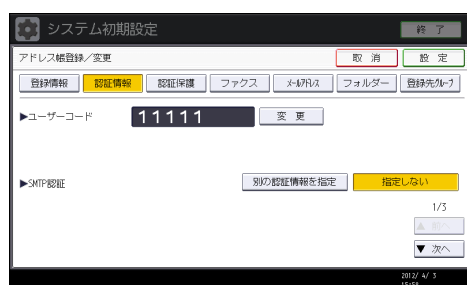 システム初期設定 終 了
アドレス帳登録／変更 取 消 設 定
登録情報 認証情報 認証保護 ファクス メールアドレス フォルダー 登録先グループ
▶ユーザーコード 11111 変 更
▶SMTP認証 別の認証情報を指定 指定しない
1/3
▲ 前へ
▼ 次へ
2012/ 4/ 3
15:58